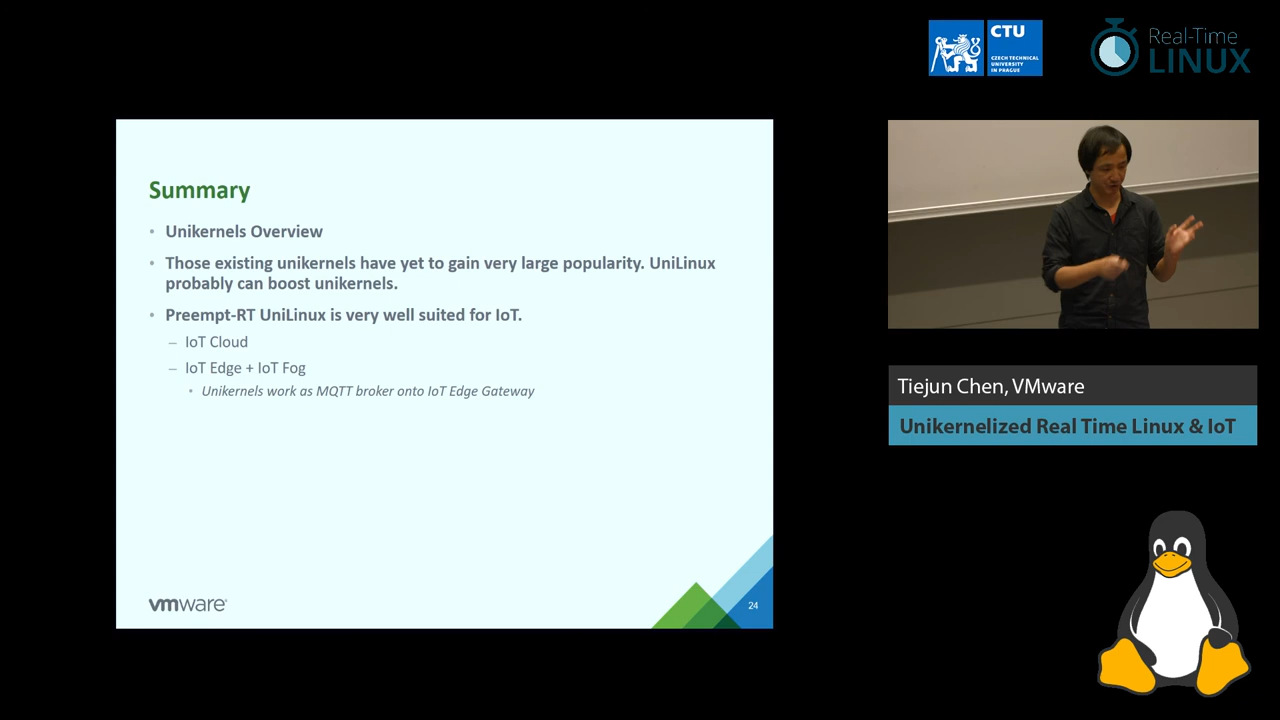 CTU
CZECH TECHNICAL
UNIVERSITY
IN PRAGUE
Real-Time
LINUX
Summary
• Unikernels Overview
• Those existing unikernels have yet to gain very large popularity. UniLinux
probably can boost unikernels.
• Preempt-RT UniLinux is very well suited for IoT.
– IoT Cloud
– IoT Edge + IoT Fog
• Unikernels work as MQTT broker onto IoT Edge Gateway
vmware
24
Tiejun Chen, VMware
Unikernelized Real Time Linux & IoT